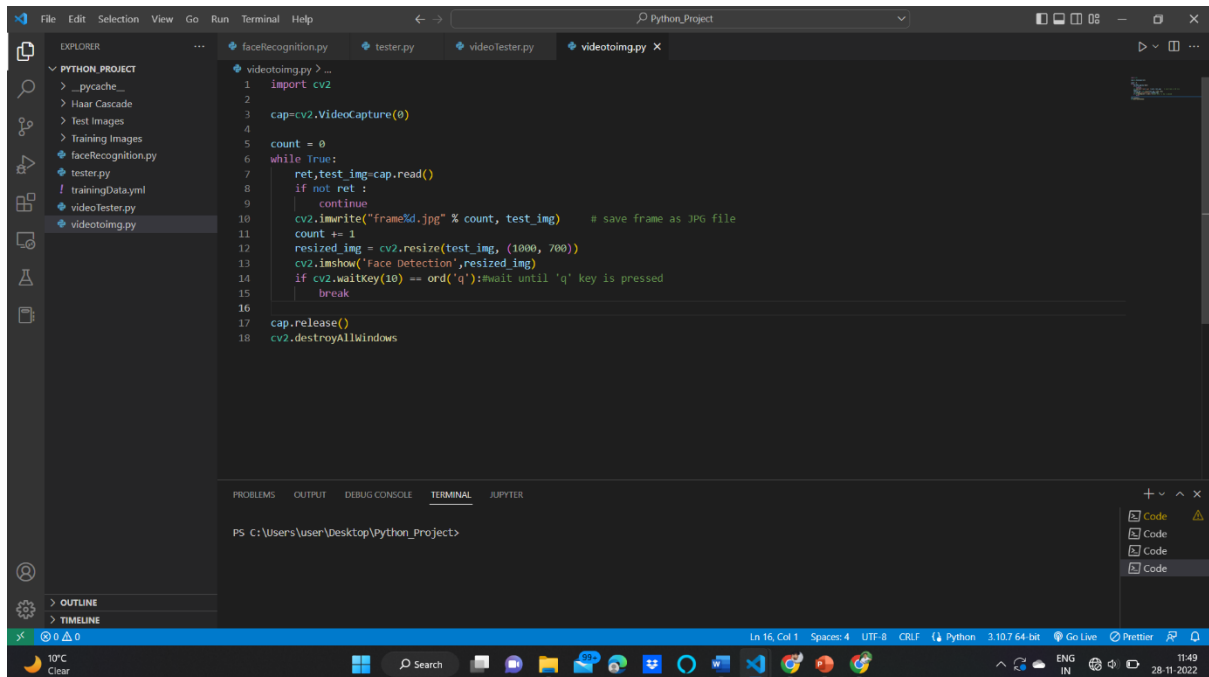 File Edit Selection View Go Run Terminal Help
Python_Project
EXPLORER
faceRecognition.py tester.py videoTester.py videotoimg.py
PYTHON_PROJECT
__pycache__
Haar Cascade
Test Images
Training Images
faceRecognition.py
tester.py
trainingData.yml
videoTester.py
videotoimg.py
videotoimg.py > ...
1 import cv2
2
3 cap=cv2.VideoCapture(0)
4
5 count = 0
6 while True:
7 ret,test_img=cap.read()
8 if not ret :
9 continue
10 cv2.imwrite("frame%d.jpg" % count, test_img) # save frame as JPG file
11 count += 1
12 resized_img = cv2.resize(test_img, (1000, 700))
13 cv2.imshow('Face Detection',resized_img)
14 if cv2.waitKey(10) == ord('q'):#wait until 'q' key is pressed
15 break
16
17 cap.release()
18 cv2.destroyAllWindows
PROBLEMS OUTPUT DEBUG CONSOLE TERMINAL JUPYTER
PS C:\Users\user\Desktop\Python_Project>
Code
Code
Code
Code
OUTLINE
TIMELINE
0 0 Ln 16, Col 1 Spaces: 4 UTF-8 CRLF Python 3.10.7 64-bit Go Live Prettier
10°C
Clear
Search
99+
ENG
IN
11:49
28-11-2022